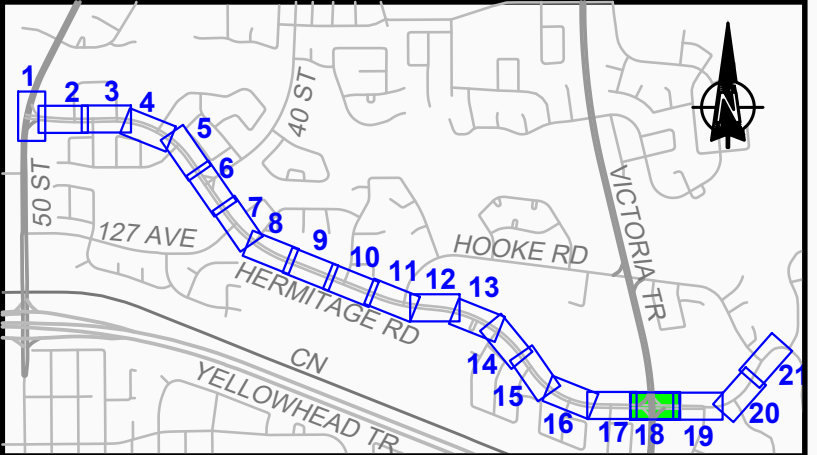 1
2
3
4
5
6
7
8
9
10
11
12
13
14
15
16
17
18
19
20
21
50 ST
40 ST
127 AVE
HERMITAGE RD
HOOKE RD
VICTORIA TR
CN
YELLOWHEAD TR